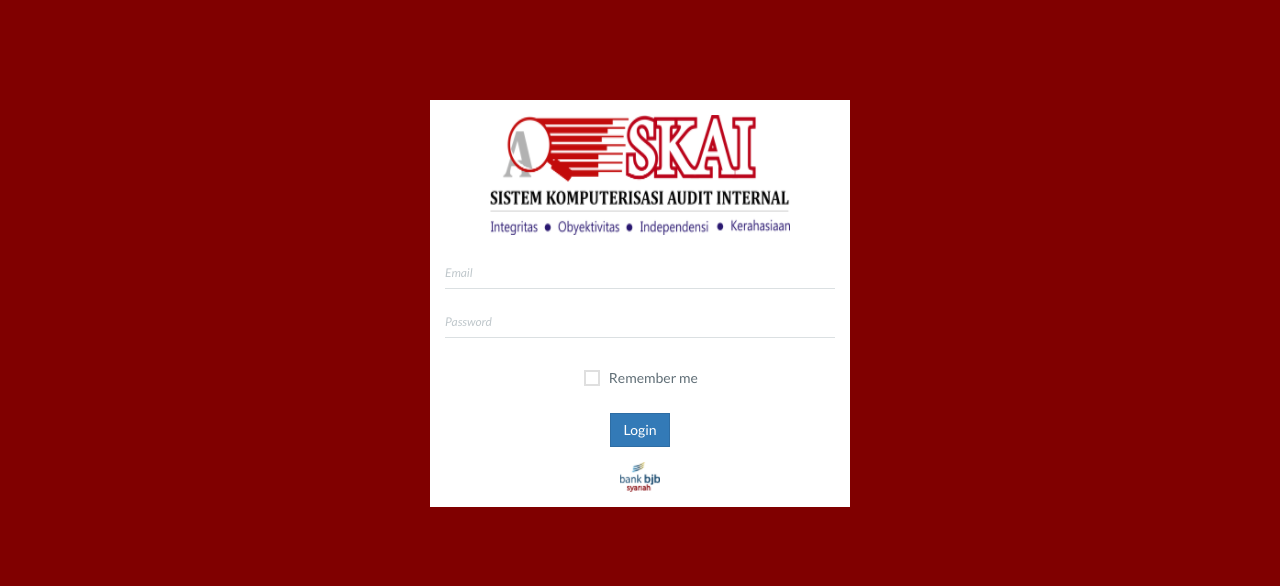 A SKAI
SISTEM KOMPUTERISASI AUDIT INTERNAL
Integritas • Obyektivitas • Independensi • Kerahasiaan
Email
Password
Remember me
Login
bank bjb
syariah